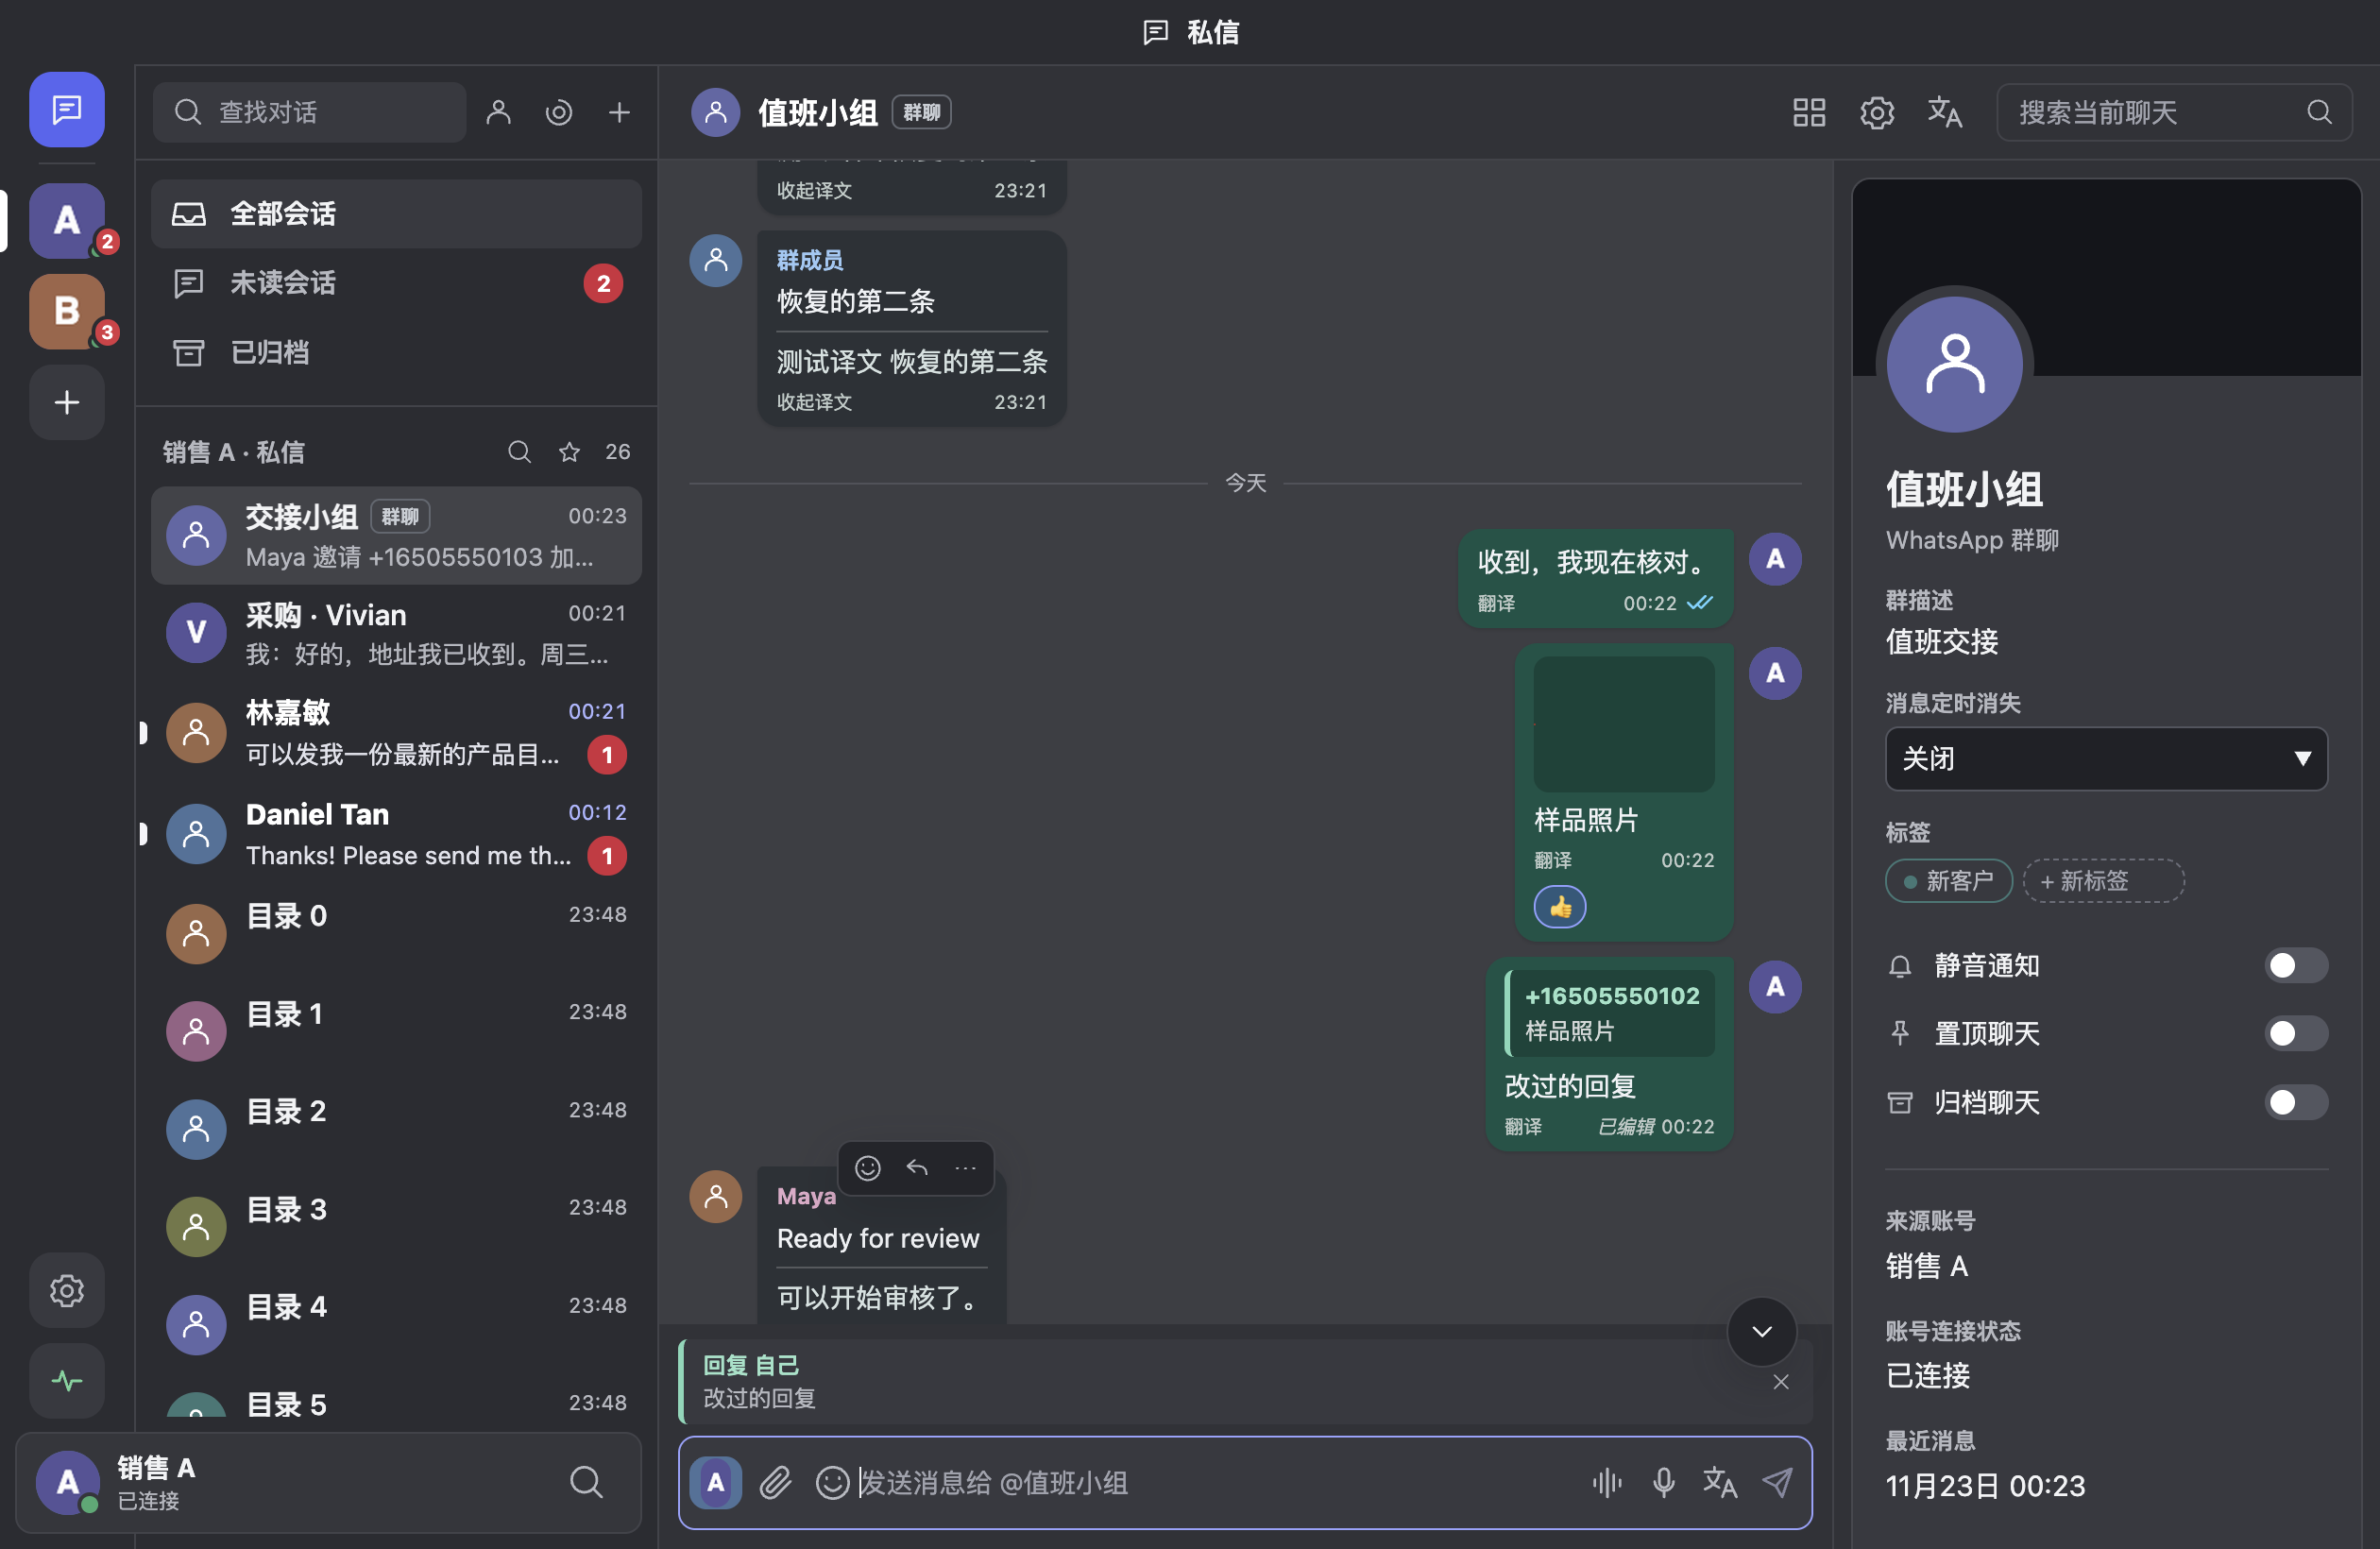 私信
A
2
B
3
查找对话
全部会话
未读会话
2
已归档
销售 A · 私信
26
交接小组
群聊
00:23
Maya 邀请 +16505550103 加...
V
采购 · Vivian
00:21
我：好的，地址我已收到。周三...
林嘉敏
00:21
可以发我一份最新的产品目...
1
Daniel Tan
00:12
Thanks! Please send me th...
1
目录 0
23:48
目录 1
23:48
目录 2
23:48
目录 3
23:48
目录 4
23:48
目录 5
23:48
A
销售 A
已连接
值班小组
群聊
搜索当前聊天
收起译文
23:21
群成员
恢复的第二条
测试译文 恢复的第二条
收起译文
23:21
今天
收到，我现在核对。
翻译
00:22
A
样品照片
翻译
00:22
A
+16505550102
样品照片
改过的回复
翻译
已编辑 00:22
A
Maya
Ready for review
可以开始审核了。
回复 自己
改过的回复
A
发送消息给 @值班小组
值班小组
WhatsApp 群聊
群描述
值班交接
消息定时消失
关闭
标签
新客户
+ 新标签
静音通知
置顶聊天
归档聊天
来源账号
销售 A
账号连接状态
已连接
最近消息
11月23日 00:23